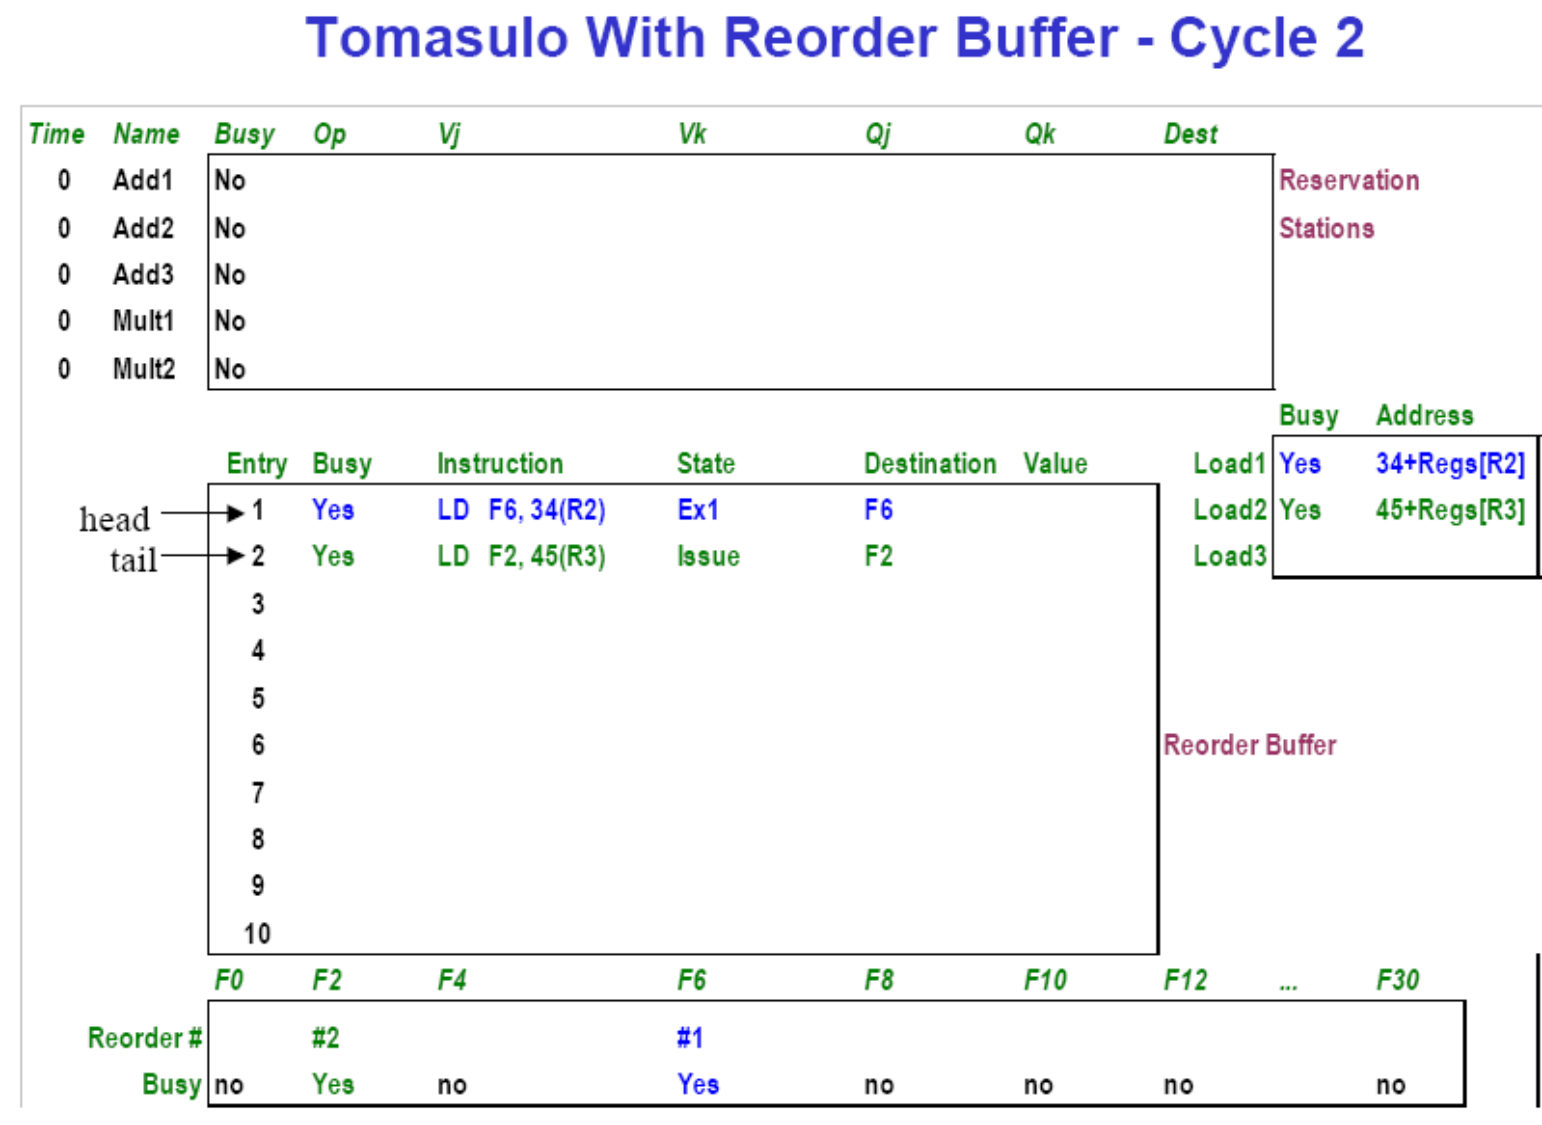 Tomasulo With Reorder Buffer - Cycle 2
Time Name Busy Op Vj Vk Qj Qk Dest
0 Add1 No Reservation
0 Add2 No Stations
0 Add3 No
0 Mult1 No
0 Mult2 No
Busy Address
Entry Busy Instruction State Destination Value Load1 Yes 34+Regs[R2]
head 1 Yes LD F6, 34(R2) Ex1 F6 Load2 Yes 45+Regs[R3]
tail 2 Yes LD F2, 45(R3) Issue F2 Load3
3
4
5
6 Reorder Buffer
7
8
9
10
F0 F2 F4 F6 F8 F10 F12 ... F30
Reorder # #2 #1
Busy no Yes no Yes no no no no